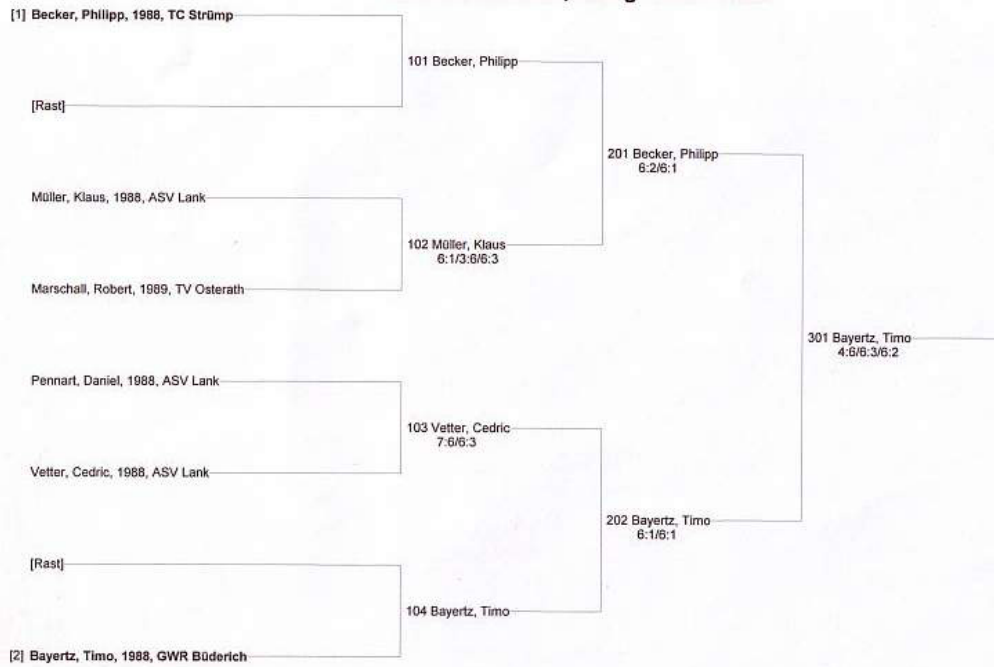 [1] Becker, Philipp, 1988, TC Strümp
101 Becker, Philipp
[Rast]
201 Becker, Philipp
6:2/6:1
Müller, Klaus, 1988, ASV Lank
102 Müller, Klaus
6:1/3:6/6:3
Marschall, Robert, 1989, TV Osterath
301 Bayertz, Timo
4:6/6:3/6:2
Pennart, Daniel, 1988, ASV Lank
103 Vetter, Cedric
7:6/6:3
Vetter, Cedric, 1988, ASV Lank
202 Bayertz, Timo
6:1/6:1
[Rast]
104 Bayertz, Timo
[2] Bayertz, Timo, 1988, GWR Büderich